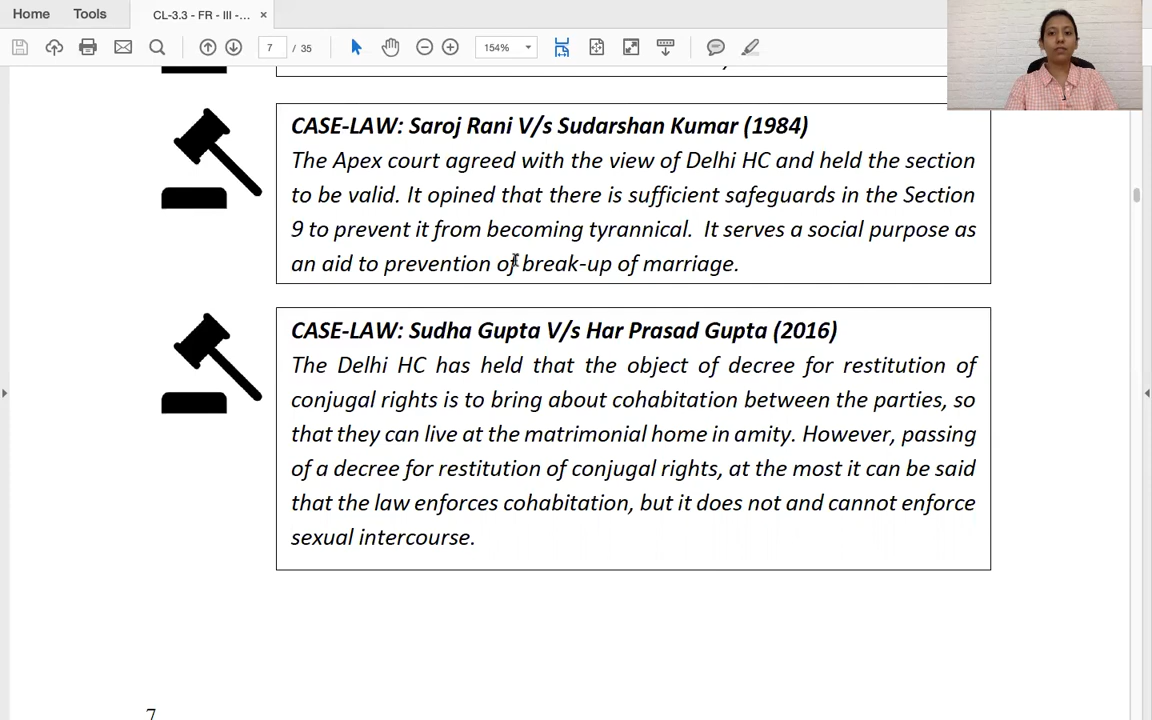 Home
Tools
CL-3.3 - FR - III -... ×
7 / 35
154%
CASE-LAW: Saroj Rani V/s Sudarshan Kumar (1984)
The Apex court agreed with the view of Delhi HC and held the section
to be valid. It opined that there is sufficient safeguards in the Section
9 to prevent it from becoming tyrannical. It serves a social purpose as
an aid to prevention of break-up of marriage.
CASE-LAW: Sudha Gupta V/s Har Prasad Gupta (2016)
The Delhi HC has held that the object of decree for restitution of
conjugal rights is to bring about cohabitation between the parties, so
that they can live at the matrimonial home in amity. However, passing
of a decree for restitution of conjugal rights, at the most it can be said
that the law enforces cohabitation, but it does not and cannot enforce
sexual intercourse.
7